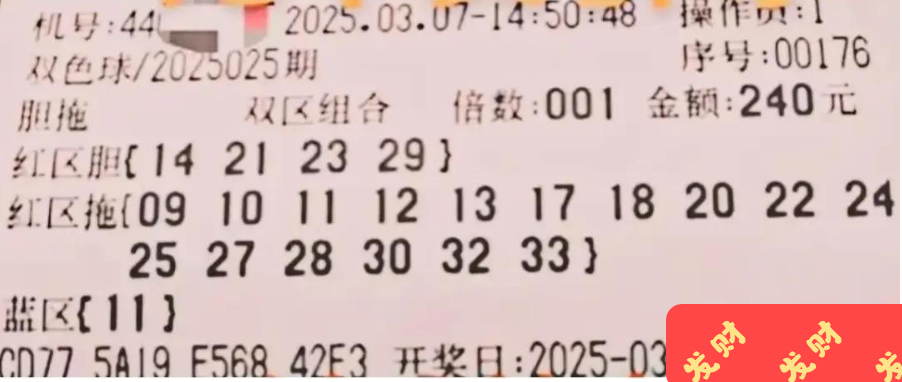 机号:44 2025.03.07-14:50:48 操作员:1
双色球/2025025期 序号:00176
胆拖 双区组合 倍数:001 金额:240元
红区胆{ 14 21 23 29 }
红区拖{09 10 11 12 13 17 18 20 22 24
25 27 28 30 32 33 }
蓝区{ 11 }
CD77 5A19 F568 42E3 开奖日:2025-03
发财 发财 发